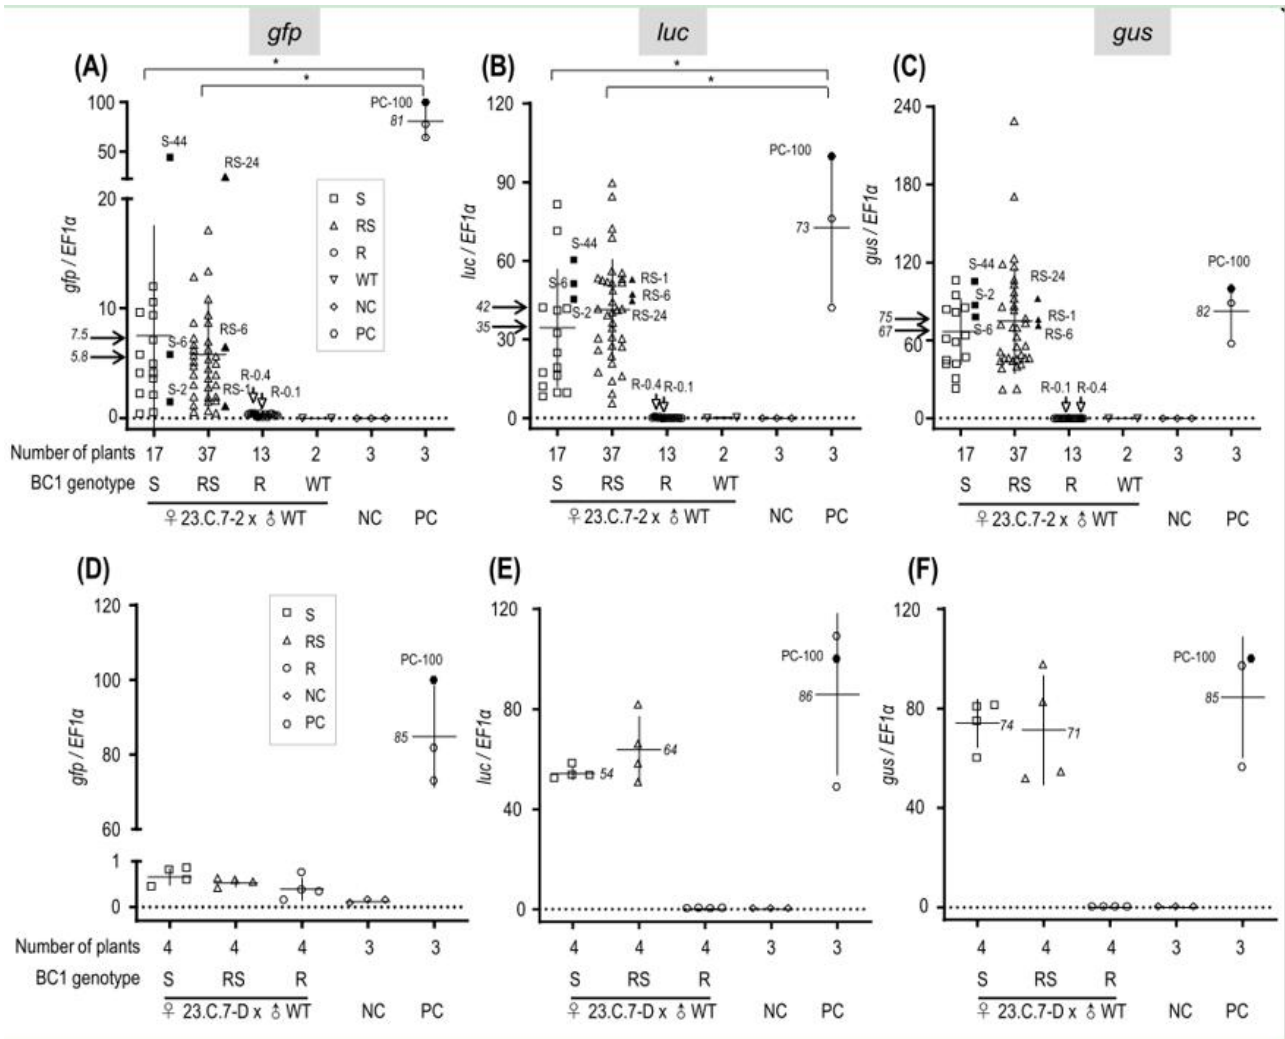 gfp luc gus
(A) (B) (C)
* * *
* *
100 PC-100
81
50 S-44
RS-24
20
10
0
gfp / EF1α
7.5
5.8
S-6
S-2
RS-6
RS-1
R-0.4
R-0.1
S
RS
R
WT
NC
PC
120
90
60
30
0
luc / EF1α
42
35
S-44
S-6
S-2
RS-1
RS-6
RS-24
R-0.4 R-0.1
PC-100
73
240
180
120
60
0
gus / EF1α
75
67
S-44
S-2
S-6
RS-24
RS-1
RS-6
R-0.1 R-0.4
PC-100
82
Number of plants 17 37 13 2 3 3 17 37 13 2 3 3 17 37 13 2 3 3
BC1 genotype S RS R WT S RS R WT S RS R WT
♀ 23.C.7-2 x ♂ WT NC PC ♀ 23.C.7-2 x ♂ WT NC PC ♀ 23.C.7-2 x ♂ WT NC PC
(D) (E) (F)
120
100
80
60
1
0
gfp / EF1α
S
RS
R
NC
PC
PC-100
85
120
80
40
0
luc / EF1α
54
64
PC-100
86
120
80
40
0
gus / EF1α
74
71
PC-100
85
Number of plants 4 4 4 3 3 4 4 4 3 3 4 4 4 3 3
BC1 genotype S RS R S RS R S RS R
♀ 23.C.7-D x ♂ WT NC PC ♀ 23.C.7-D x ♂ WT NC PC ♀ 23.C.7-D x ♂ WT NC PC